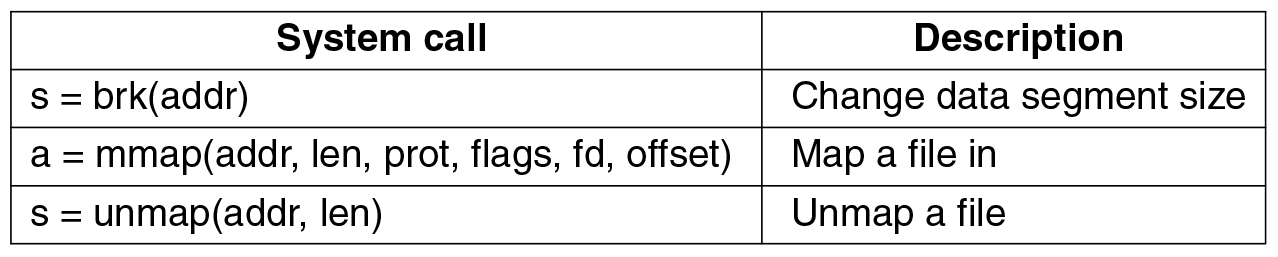 System call Description
s = brk(addr) Change data segment size
a = mmap(addr, len, prot, flags, fd, offset) Map a file in
s = unmap(addr, len) Unmap a file